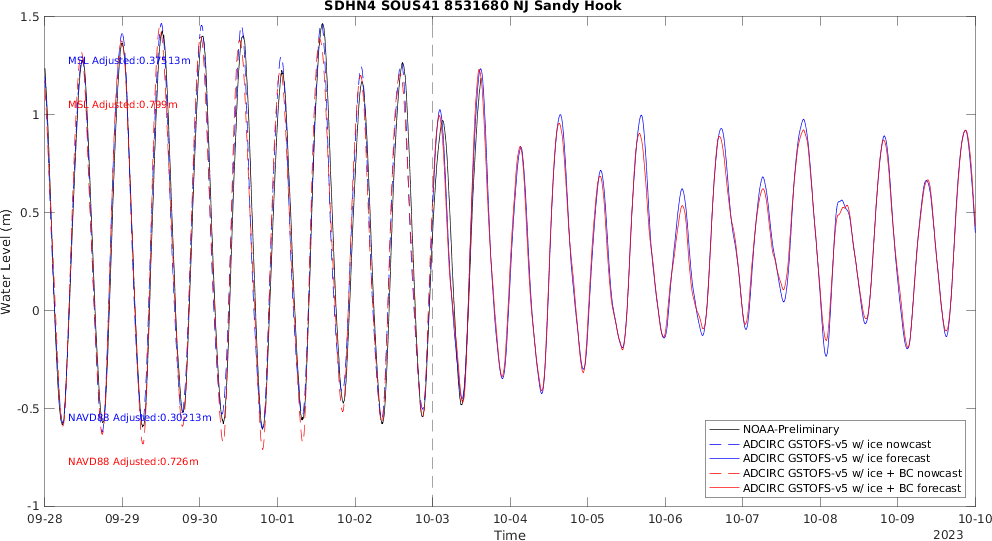 SDHN4 SOUS41 8531680 NJ Sandy Hook
1.5
1
0.5
0
-0.5
-1
Water Level (m)
MSL Adjusted:0.37513m
MSL Adjusted:0.799m
NAVD88 Adjusted:0.30213m
NAVD88 Adjusted:0.726m
NOAA-Preliminary
ADCIRC GSTOFS-v5 w/ ice nowcast
ADCIRC GSTOFS-v5 w/ ice forecast
ADCIRC GSTOFS-v5 w/ ice + BC nowcast
ADCIRC GSTOFS-v5 w/ ice + BC forecast
09-28 09-29 09-30 10-01 10-02 10-03 10-04 10-05 10-06 10-07 10-08 10-09 10-10
Time
2023